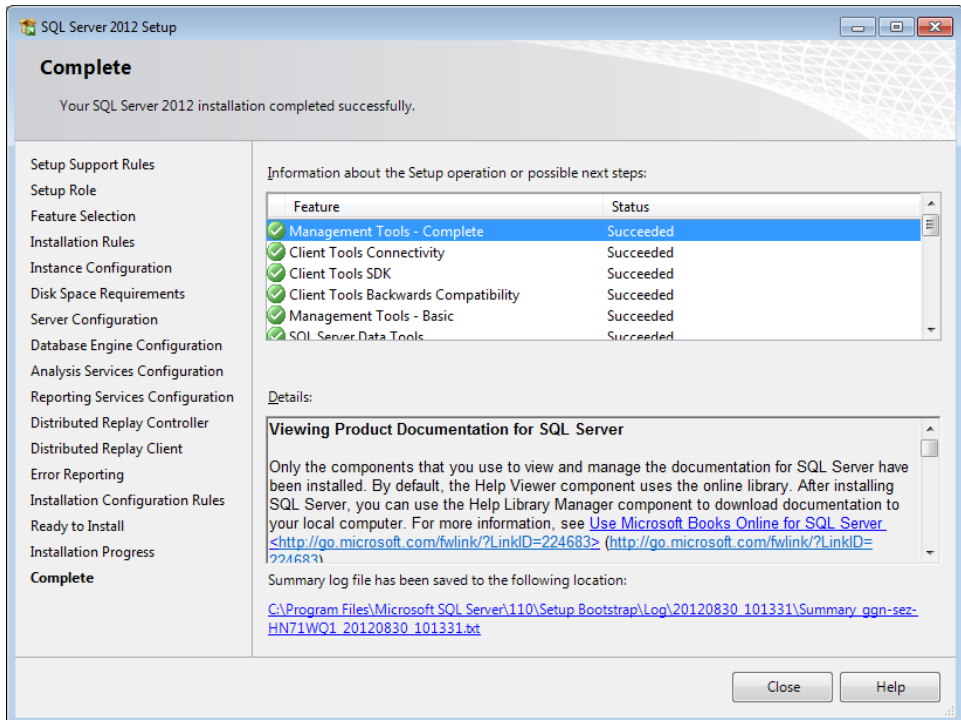 SQL Server 2012 Setup
Complete
Your SQL Server 2012 installation completed successfully.
Setup Support Rules
Setup Role
Feature Selection
Installation Rules
Instance Configuration
Disk Space Requirements
Server Configuration
Database Engine Configuration
Analysis Services Configuration
Reporting Services Configuration
Distributed Replay Controller
Distributed Replay Client
Error Reporting
Installation Configuration Rules
Ready to Install
Installation Progress
Complete
Information about the Setup operation or possible next steps:
Feature Status
Management Tools - Complete Succeeded
Client Tools Connectivity Succeeded
Client Tools SDK Succeeded
Client Tools Backwards Compatibility Succeeded
Management Tools - Basic Succeeded
SQL Server Data Tools Succeeded
Details:
Viewing Product Documentation for SQL Server
Only the components that you use to view and manage the documentation for SQL Server have
been installed. By default, the Help Viewer component uses the online library. After installing
SQL Server, you can use the Help Library Manager component to download documentation to
your local computer. For more information, see Use Microsoft Books Online for SQL Server
<http://go.microsoft.com/fwlink/?LinkID=224683> (http://go.microsoft.com/fwlink/?LinkID=
224683)
Summary log file has been saved to the following location:
C:\Program Files\Microsoft SQL Server\110\Setup Bootstrap\Log\20120830_101331\Summary_ggn-sez-
HN71WQ1_20120830_101331.txt
Close Help